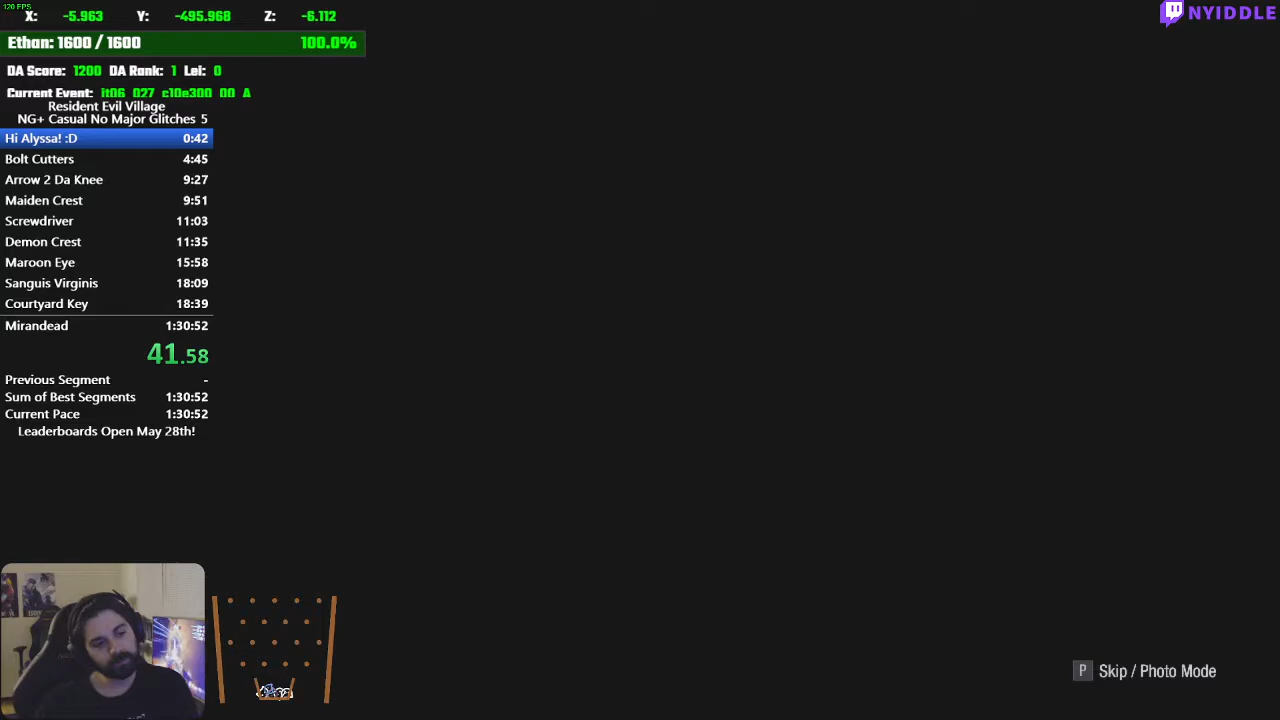 120 FPS
X: -5.963 Y: -495.968 Z: -6.112
NYIDDLE
Ethan: 1600 / 1600 100.0%
DA Score: 1200 DA Rank: 1 Lei: 0
Current Event: it06_027_c10e300_00_A
Resident Evil Village
NG+ Casual No Major Glitches 5
Hi Alyssa! :D 0:42
Bolt Cutters 4:45
Arrow 2 Da Knee 9:27
Maiden Crest 9:51
Screwdriver 11:03
Demon Crest 11:35
Maroon Eye 15:58
Sanguis Virginis 18:09
Courtyard Key 18:39
Mirandead 1:30:52
41.58
Previous Segment -
Sum of Best Segments 1:30:52
Current Pace 1:30:52
Leaderboards Open May 28th!
P Skip / Photo Mode